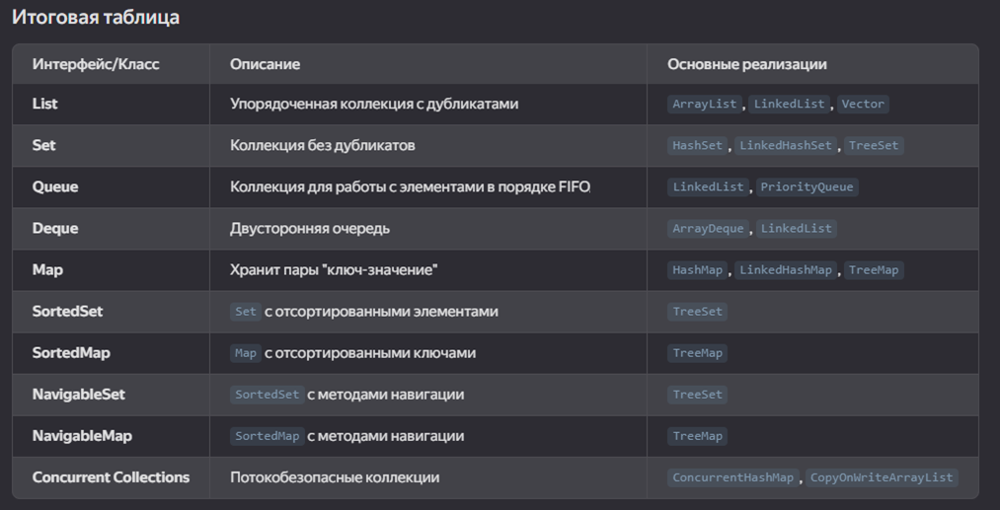 Итоговая таблица
Интерфейс/Класс Описание Основные реализации
List Упорядоченная коллекция с дубликатами ArrayList, LinkedList, Vector
Set Коллекция без дубликатов HashSet, LinkedHashSet, TreeSet
Queue Коллекция для работы с элементами в порядке FIFO LinkedList, PriorityQueue
Deque Двусторонняя очередь ArrayDeque, LinkedList
Map Хранит пары "ключ-значение" HashMap, LinkedHashMap, TreeMap
SortedSet Set с отсортированными элементами TreeSet
SortedMap Map с отсортированными ключами TreeMap
NavigableSet SortedSet с методами навигации TreeSet
NavigableMap SortedMap с методами навигации TreeMap
Concurrent Collections Потокобезопасные коллекции ConcurrentHashMap, CopyOnWriteArrayList